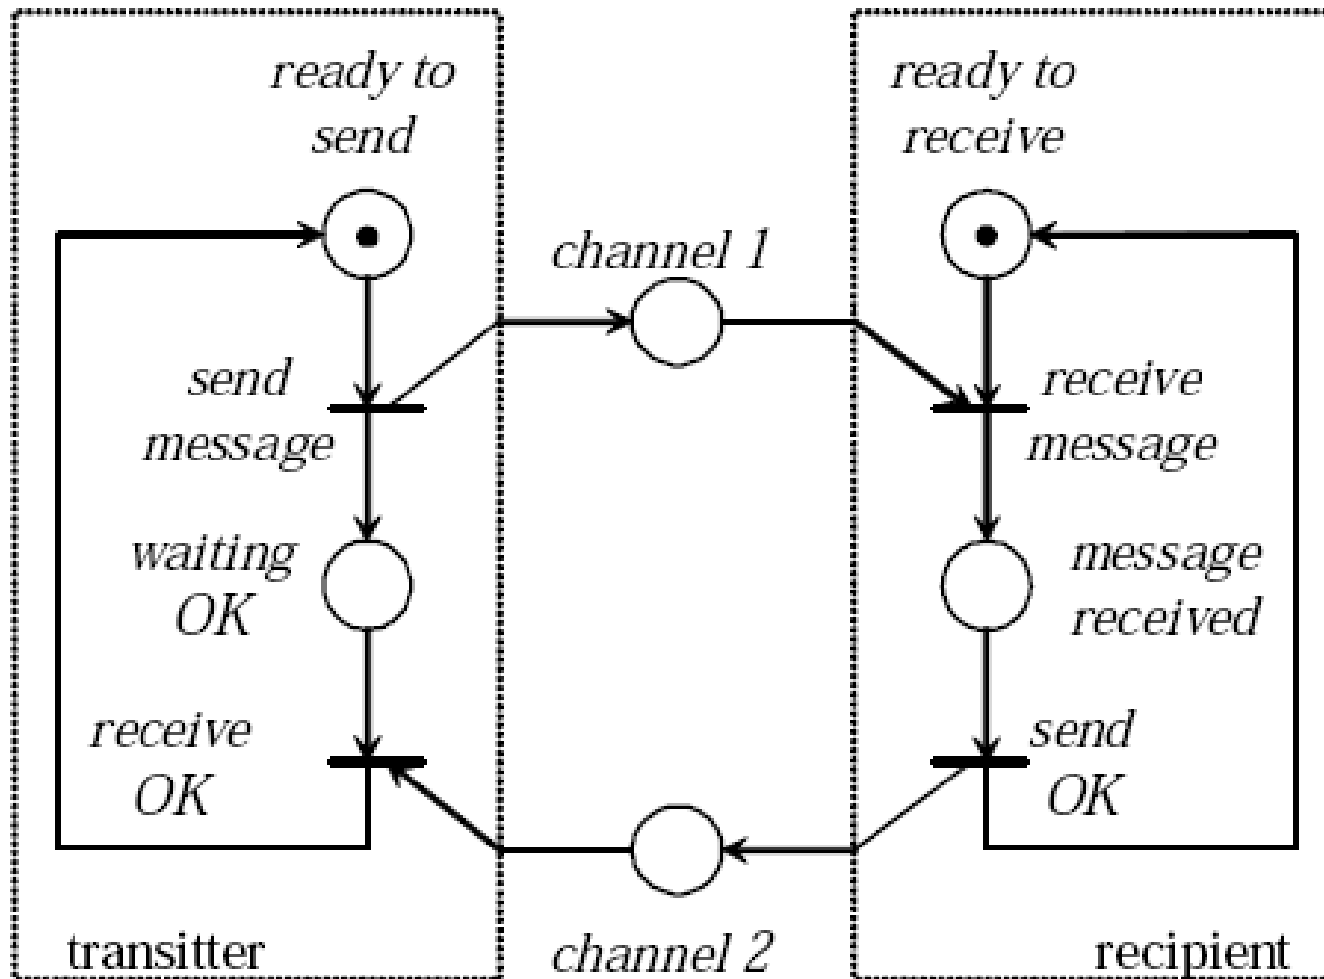 ready to
send
ready to
receive
channel 1
send
message
receive
message
waiting
OK
message
received
receive
OK
send
OK
transitter
channel 2
recipient